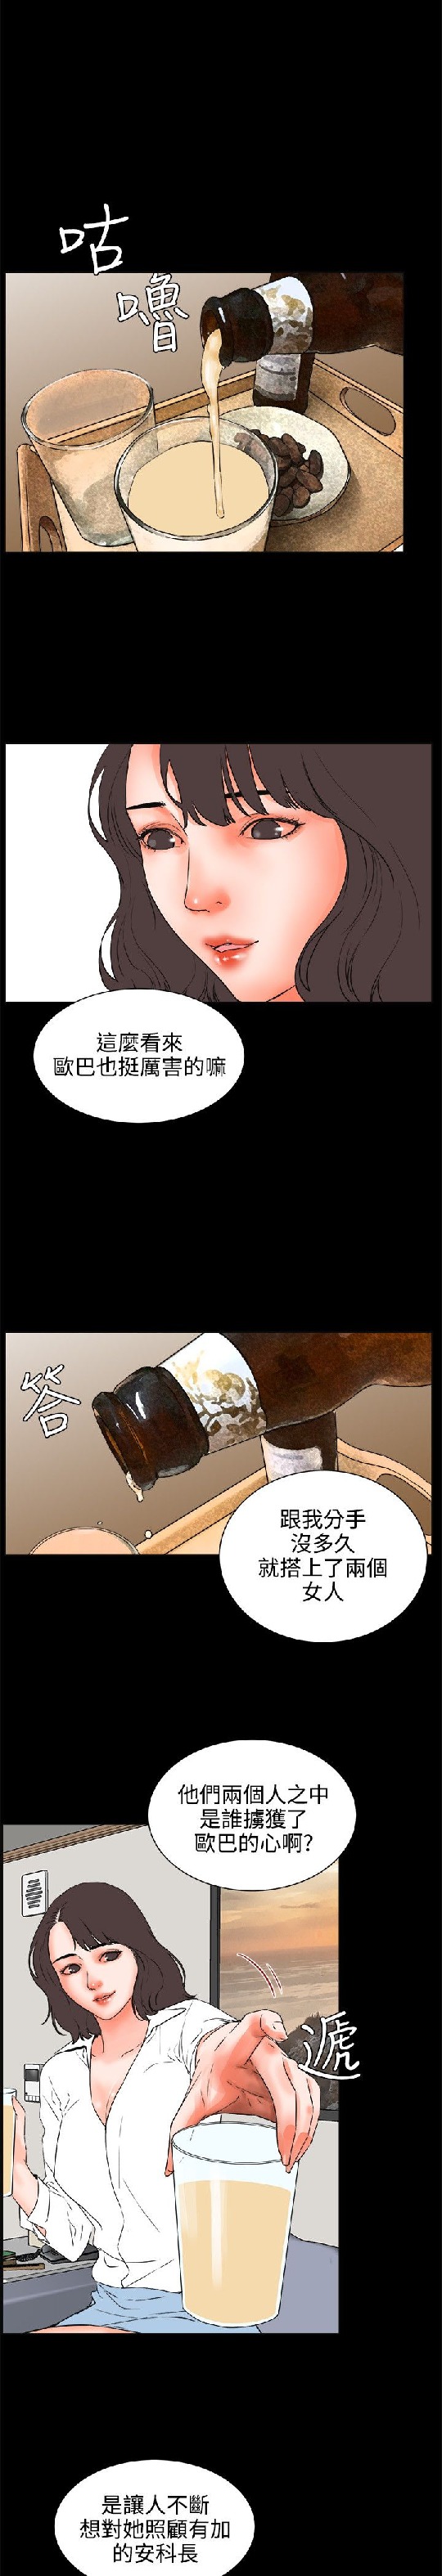 咕
嚕
這麼看來
歐巴也挺厲害的嘛
答
跟我分手
沒多久
就搭上了兩個
女人
他們兩個人之中
是誰擄獲了
歐巴的心啊?
遞
是讓人不斷
想對她照顧有加
的安科長